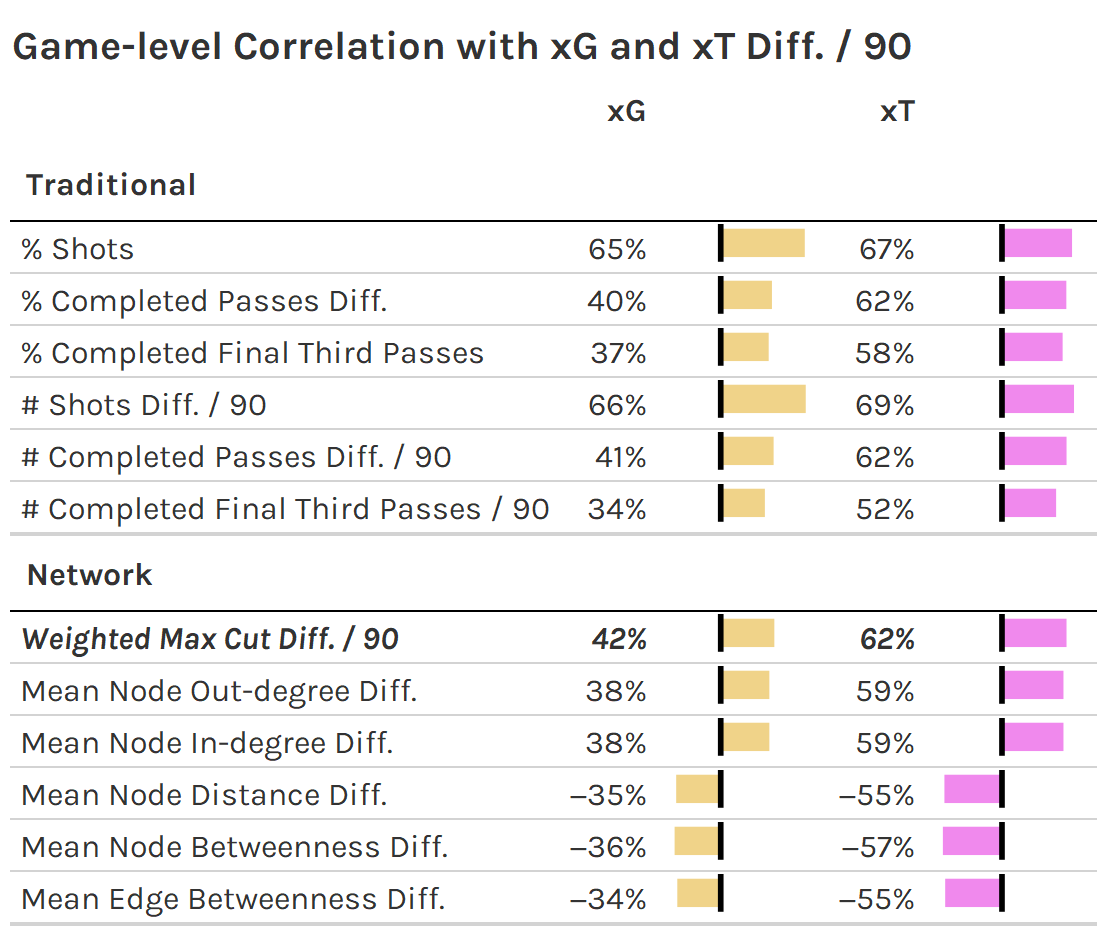 Game-level Correlation with xG and xT Diff. / 90
xG xT
Traditional
% Shots 65% 67%
% Completed Passes Diff. 40% 62%
% Completed Final Third Passes 37% 58%
# Shots Diff. / 90 66% 69%
# Completed Passes Diff. / 90 41% 62%
# Completed Final Third Passes / 90 34% 52%
Network
Weighted Max Cut Diff. / 90 42% 62%
Mean Node Out-degree Diff. 38% 59%
Mean Node In-degree Diff. 38% 59%
Mean Node Distance Diff. −35% −55%
Mean Node Betweenness Diff. −36% −57%
Mean Edge Betweenness Diff. −34% −55%